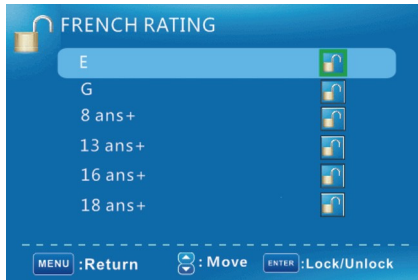 FRENCH RATING
E
G
8 ans+
13 ans+
16 ans+
18 ans+
MENU :Return : Move ENTER :Lock/Unlock